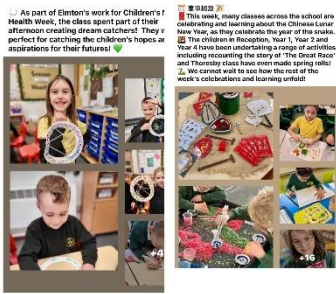 As part of Elmton's work for Children's
Health Week, the class spent part of their
afternoon creating dream catchers! They
perfect for catching the children's hopes
aspirations for their futures! 💚
+4
This week, many classes across the school are
celebrating and learning about the Chinese Lunar
New Year, as they celebrate the year of the snake.
The children in Reception, Year 1, Year 2 and
Year 4 have been undertaking a range of activities
including recounting the story of 'The Great Race'
and Thoresby class have even made spring rolls!
🐍 We cannot wait to see how the rest of the
week's celebrations and learning unfold!
+16